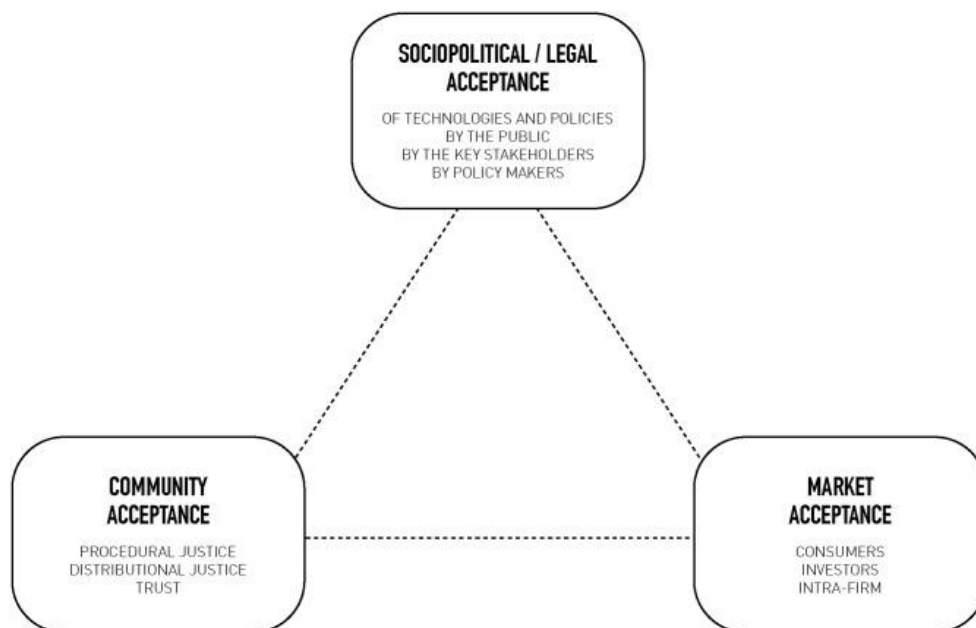 SOCIOPOLITICAL / LEGAL
ACCEPTANCE
OF TECHNOLOGIES AND POLICIES
BY THE PUBLIC
BY THE KEY STAKEHOLDERS
BY POLICY MAKERS
COMMUNITY
ACCEPTANCE
PROCEDURAL JUSTICE
DISTRIBUTIONAL JUSTICE
TRUST
MARKET
ACCEPTANCE
CONSUMERS
INVESTORS
INTRA-FIRM